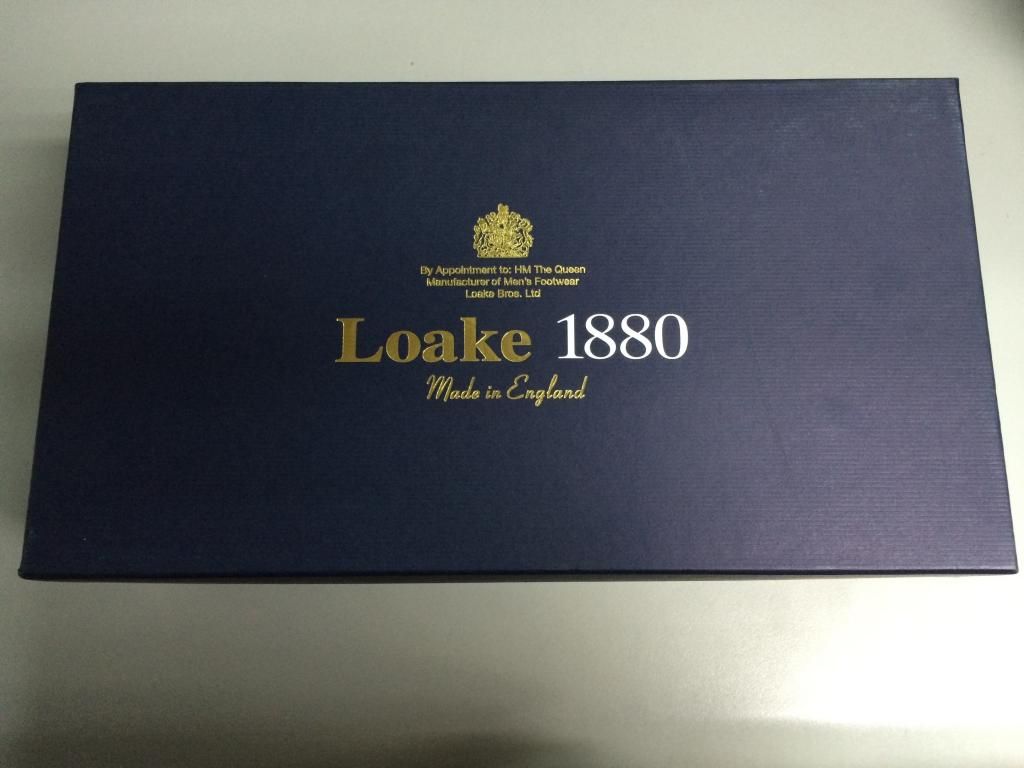 By Appointment to: HM The Queen
Manufacturer of Men's Footwear
Loake Bros. Ltd
Loake 1880
Made in England